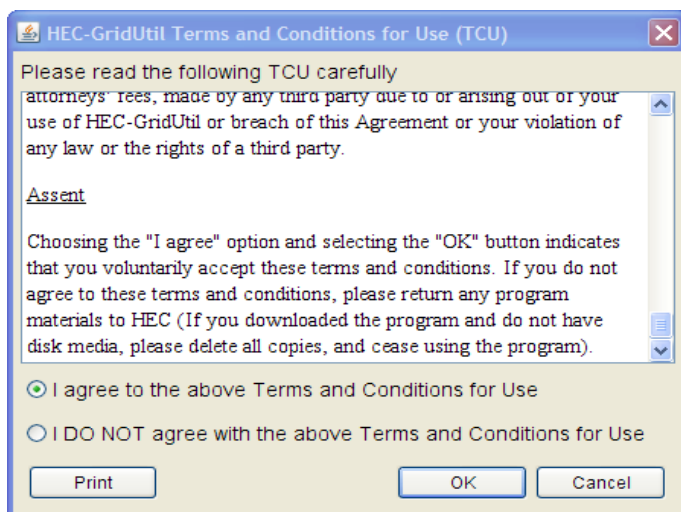 HEC-GridUtil Terms and Conditions for Use (TCU)
Please read the following TCU carefully
attorneys' fees, made by any third party due to or arising out of your
use of HEC-GridUtil or breach of this Agreement or your violation of
any law or the rights of a third party.
Assent
Choosing the "I agree" option and selecting the "OK" button indicates
that you voluntarily accept these terms and conditions. If you do not
agree to these terms and conditions, please return any program
materials to HEC (If you downloaded the program and do not have
disk media, please delete all copies, and cease using the program).
I agree to the above Terms and Conditions for Use
I DO NOT agree with the above Terms and Conditions for Use
Print OK Cancel